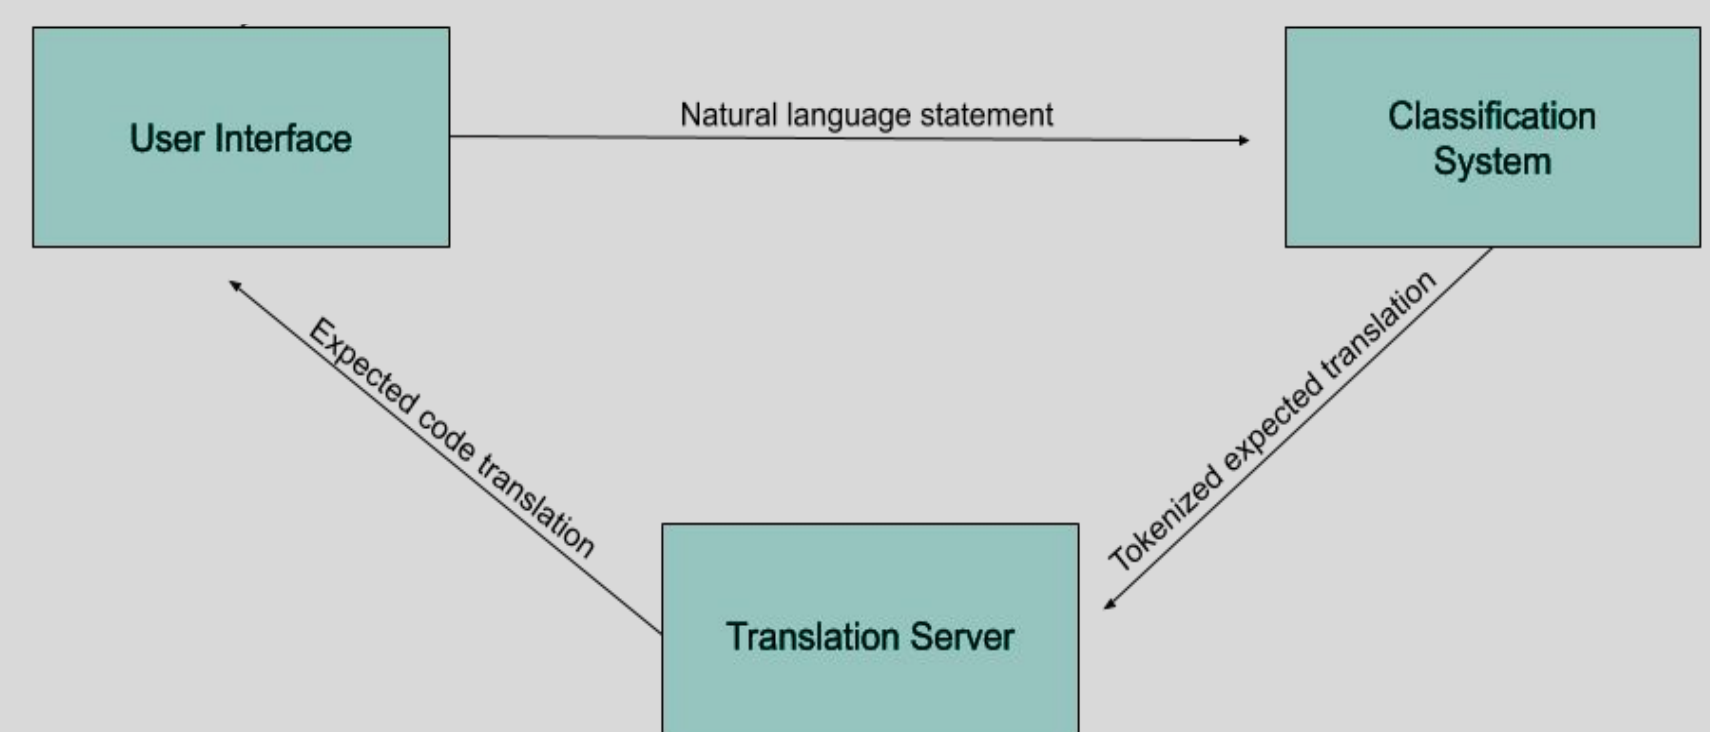 User Interface
Natural language statement
Classification
System
Expected code translation
Tokenized expected translation
Translation Server